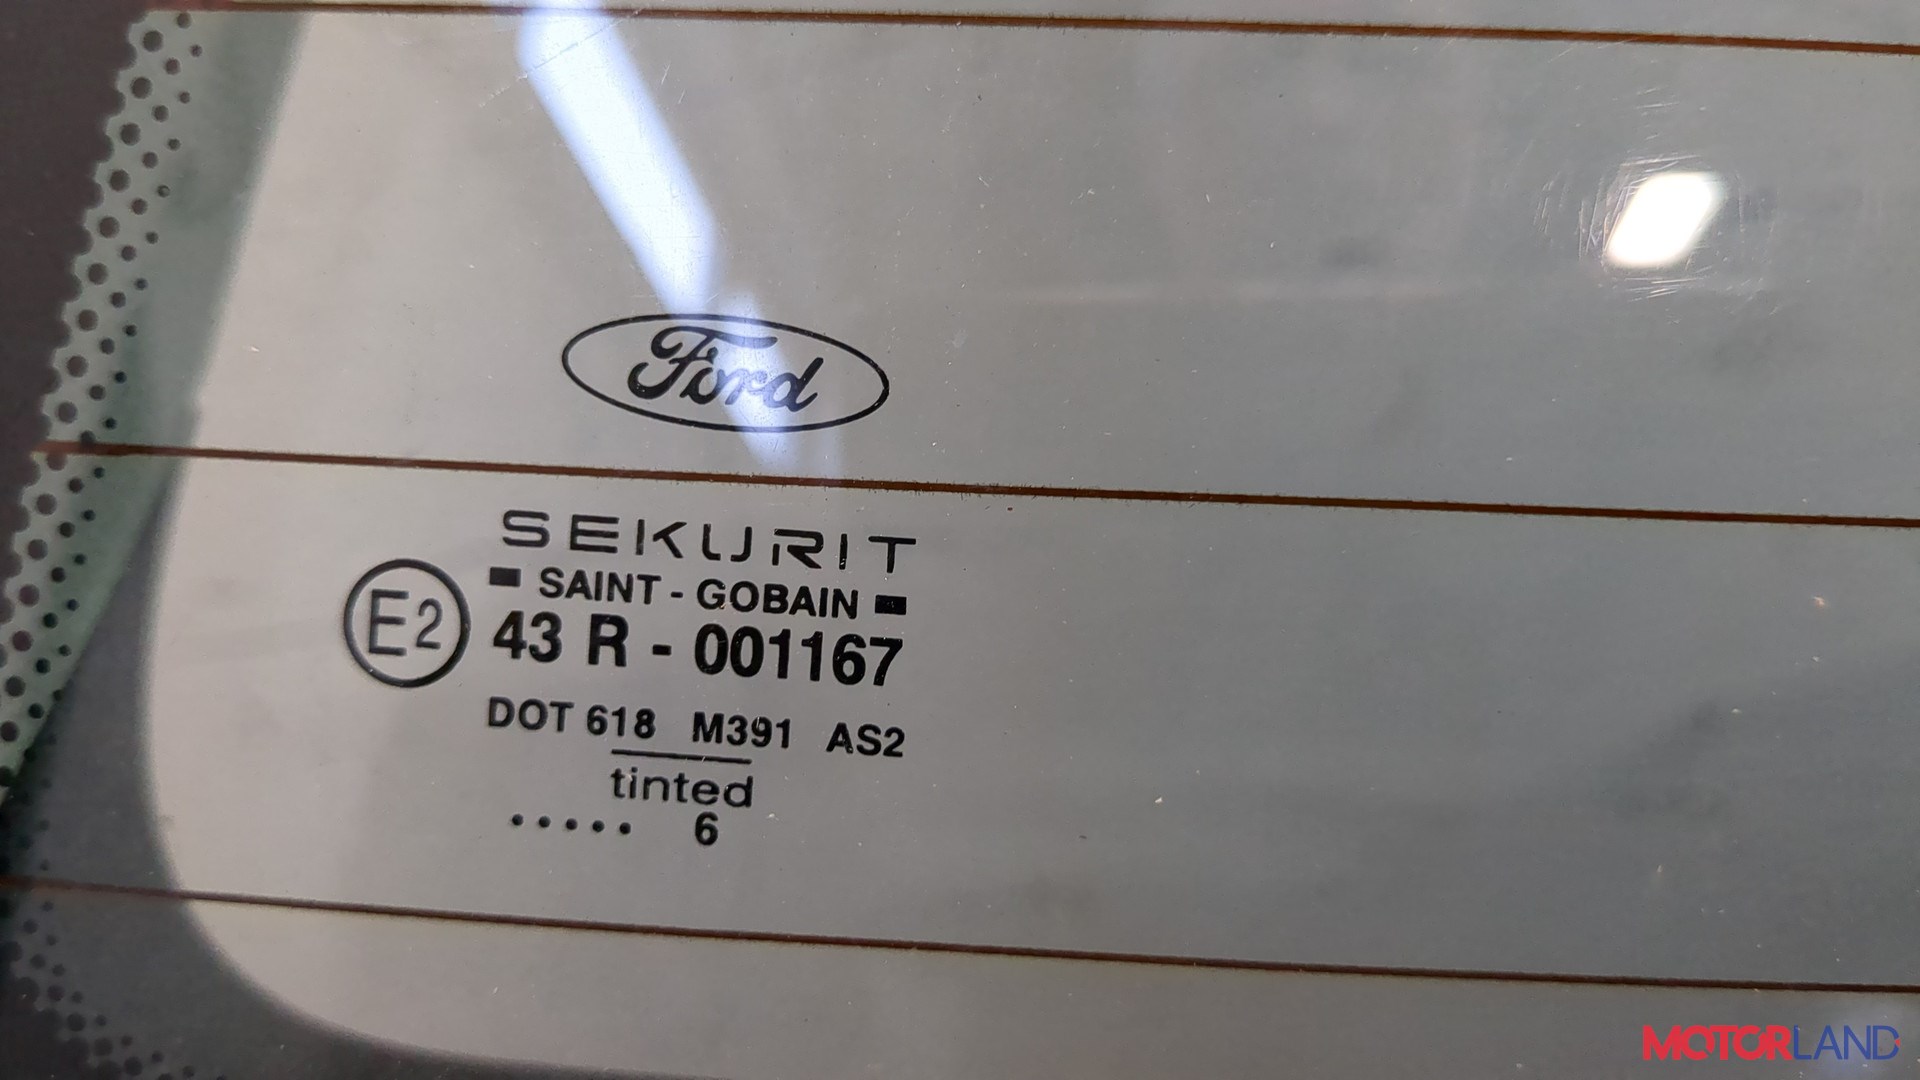 Ford
SEKURIT
SAINT - GOBAIN
E2
43 R - 001167
DOT 618 M391 AS2
tinted
..... 6
MOTORLAND